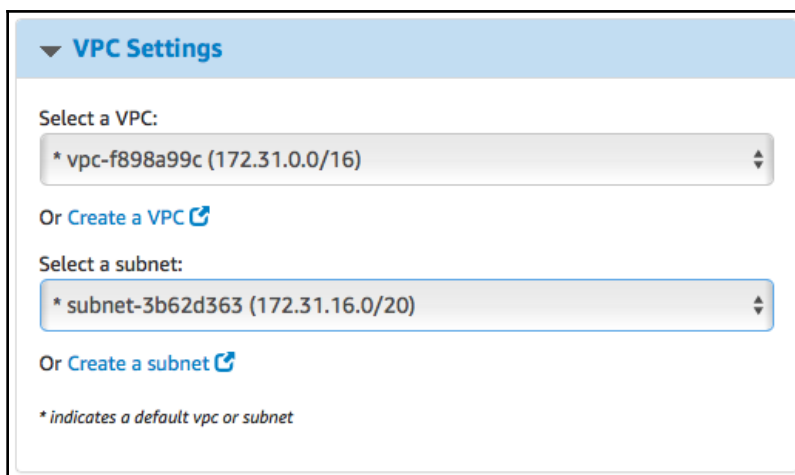 VPC Settings
Select a VPC:
* vpc-f898a99c (172.31.0.0/16)
Or Create a VPC
Select a subnet:
* subnet-3b62d363 (172.31.16.0/20)
Or Create a subnet
* indicates a default vpc or subnet